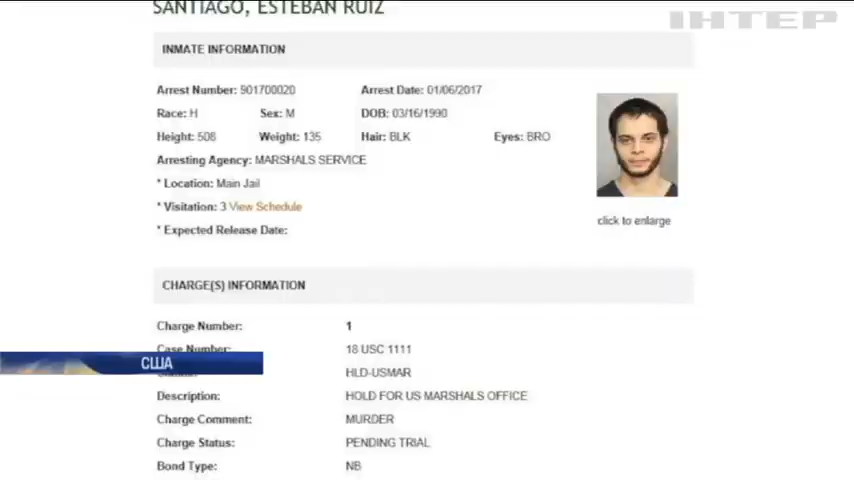 SANTIAGO, ESTEBAN RUIZ
ІНТЕР
INMATE INFORMATION
Arrest Number: 901700020 Arrest Date: 01/06/2017
Race: H Sex: M DOB: 03/16/1990
Height: 508 Weight: 135 Hair: BLK Eyes: BRO
Arresting Agency: MARSHALS SERVICE
* Location: Main Jail
* Visitation: 3 View Schedule
* Expected Release Date:
click to enlarge
CHARGE(S) INFORMATION
Charge Number: 1
Case Number: 18 USC 1111
США
HLD-USMAR
Description: HOLD FOR US MARSHALS OFFICE
Charge Comment: MURDER
Charge Status: PENDING TRIAL
Bond Type: NB